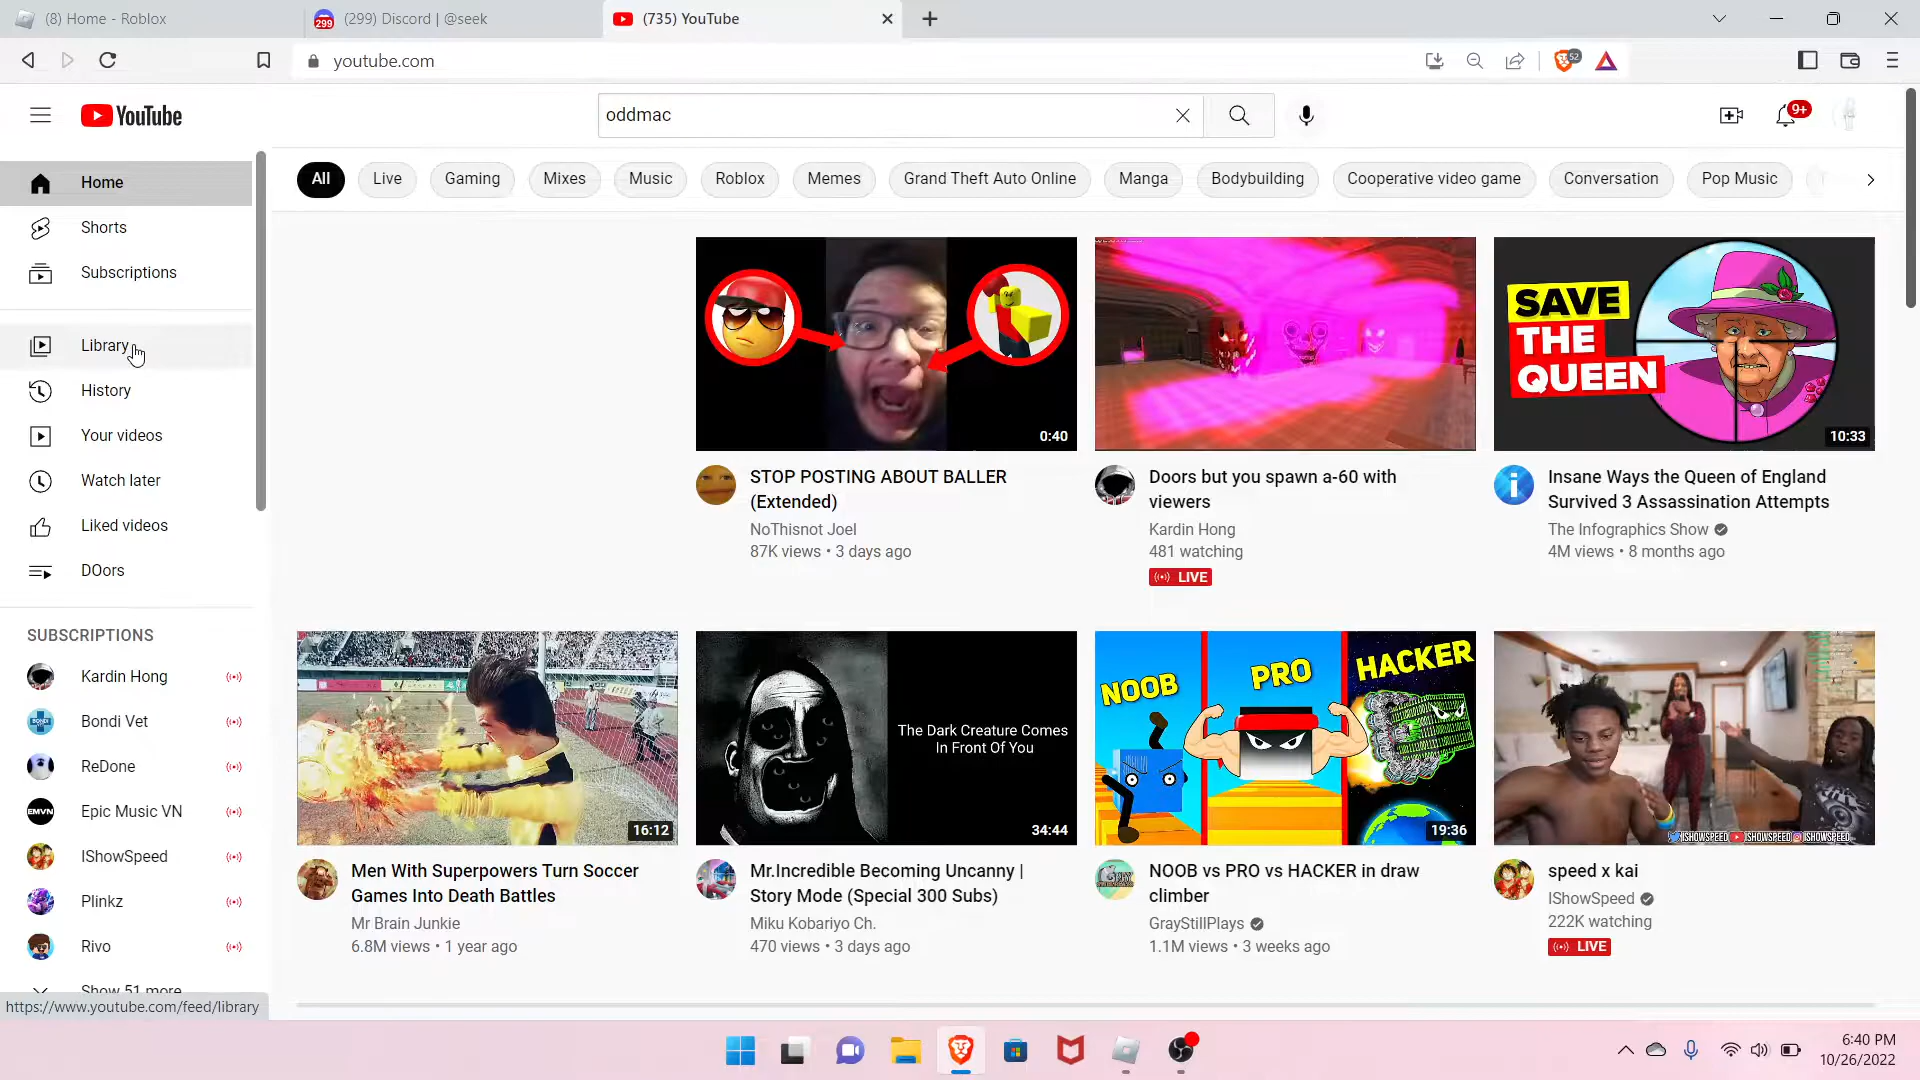 (8) Home - Roblox
299
(299) Discord | @seek
(735) YouTube
youtube.com
52
YouTube
oddmac
9+
All
Live
Gaming
Mixes
Music
Roblox
Memes
Grand Theft Auto Online
Manga
Bodybuilding
Cooperative video game
Conversation
Pop Music
Home
Shorts
Subscriptions
Library
History
Your videos
Watch later
Liked videos
DOors
SUBSCRIPTIONS
Kardin Hong
Bondi Vet
ReDone
EMVN
Epic Music VN
IShowSpeed
Plinkz
Rivo
Show 51 more
https://www.youtube.com/feed/library
0:40
STOP POSTING ABOUT BALLER
(Extended)
NoThisnot Joel
87K views • 3 days ago
Doors but you spawn a-60 with
viewers
Kardin Hong
481 watching
LIVE
SAVE
THE
QUEEN
10:33
Insane Ways the Queen of England
Survived 3 Assassination Attempts
The Infographics Show
4M views • 8 months ago
16:12
Men With Superpowers Turn Soccer
Games Into Death Battles
Mr Brain Junkie
6.8M views • 1 year ago
The Dark Creature Comes
In Front Of You
34:44
Mr.Incredible Becoming Uncanny |
Story Mode (Special 300 Subs)
Miku Kobariyo Ch.
470 views • 3 days ago
NOOB
PRO
HACKER
19:36
NOOB vs PRO vs HACKER in draw
climber
GrayStillPlays
1.1M views • 3 weeks ago
ISHOWSPEED ISHOWSPEED ISHOWSPEED
speed x kai
IShowSpeed
222K watching
LIVE
6:40 PM
10/26/2022